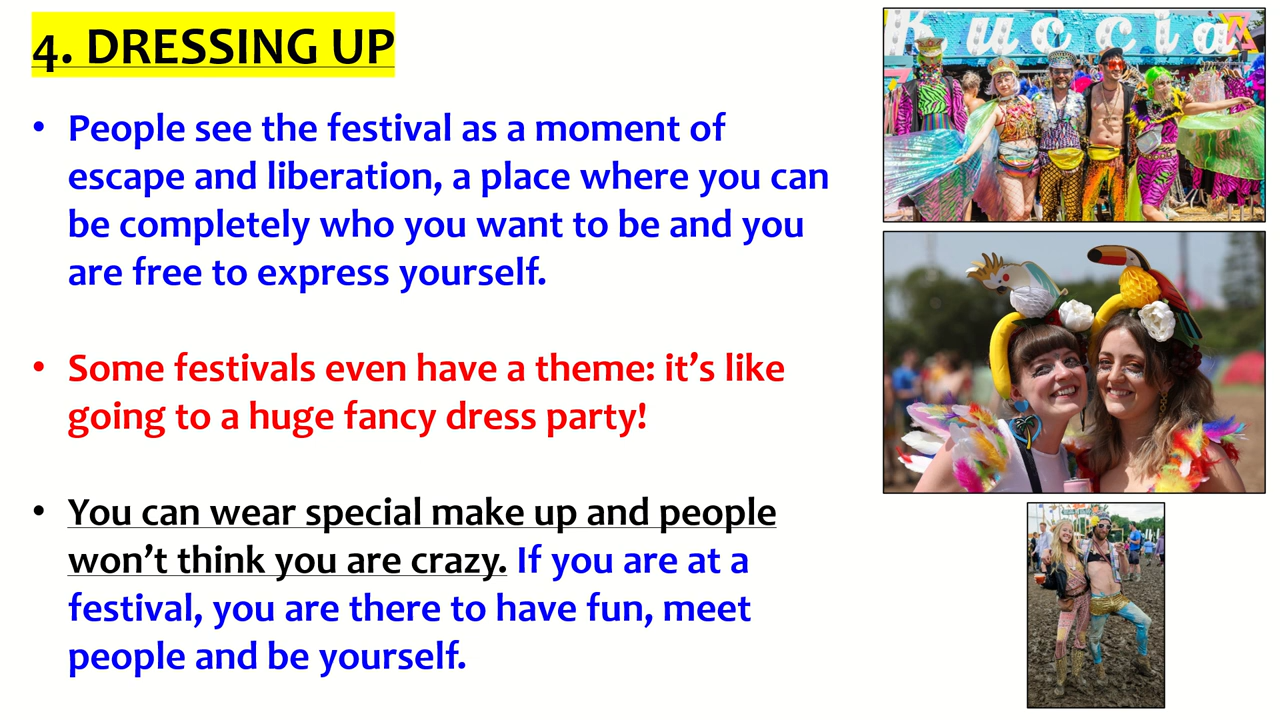 4. DRESSING UP
• People see the festival as a moment of
escape and liberation, a place where you can
be completely who you want to be and you
are free to express yourself.
• Some festivals even have a theme: it’s like
going to a huge fancy dress party!
• You can wear special make up and people
won’t think you are crazy. If you are at a
festival, you are there to have fun, meet
people and be yourself.
Kuccia